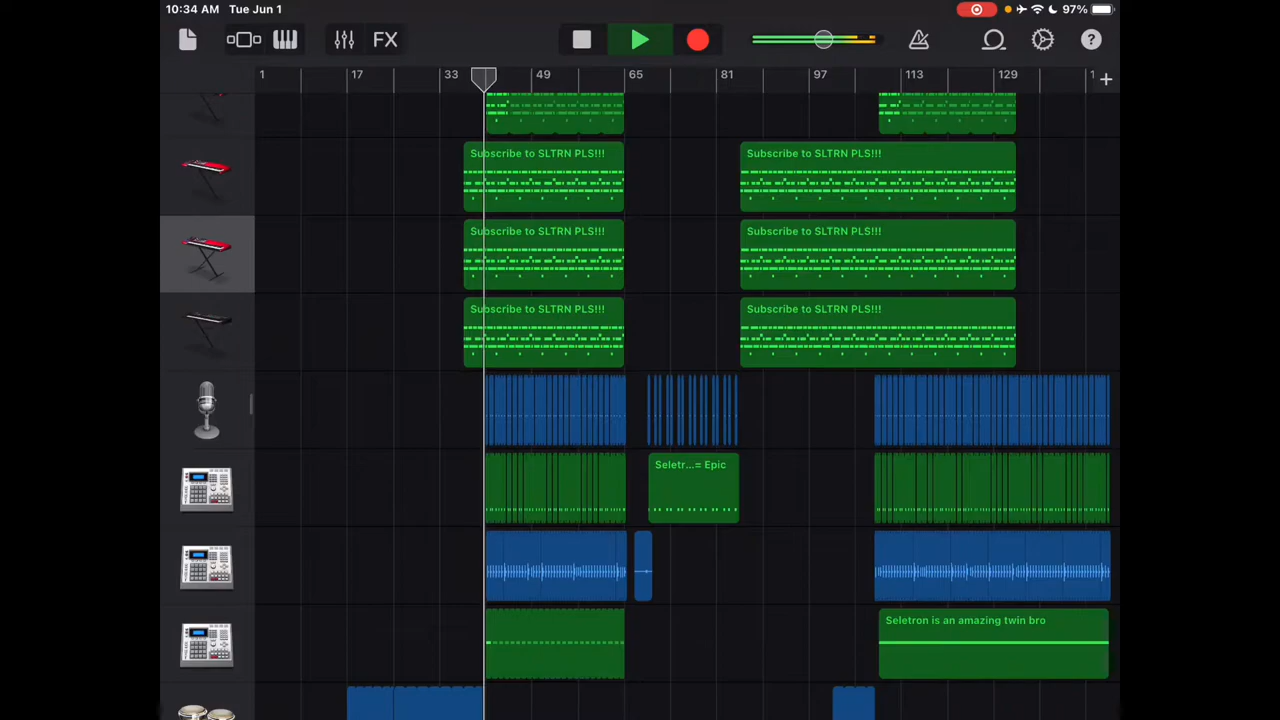 10:34 AM Tue Jun 1 97%
FX ?
1 17 33 49 65 81 97 113 129 1 +
Subscribe to SLTRN PLS!!! Subscribe to SLTRN PLS!!!
Subscribe to SLTRN PLS!!! Subscribe to SLTRN PLS!!!
Subscribe to SLTRN PLS!!! Subscribe to SLTRN PLS!!!
Seletr...= Epic
Seletron is an amazing twin bro